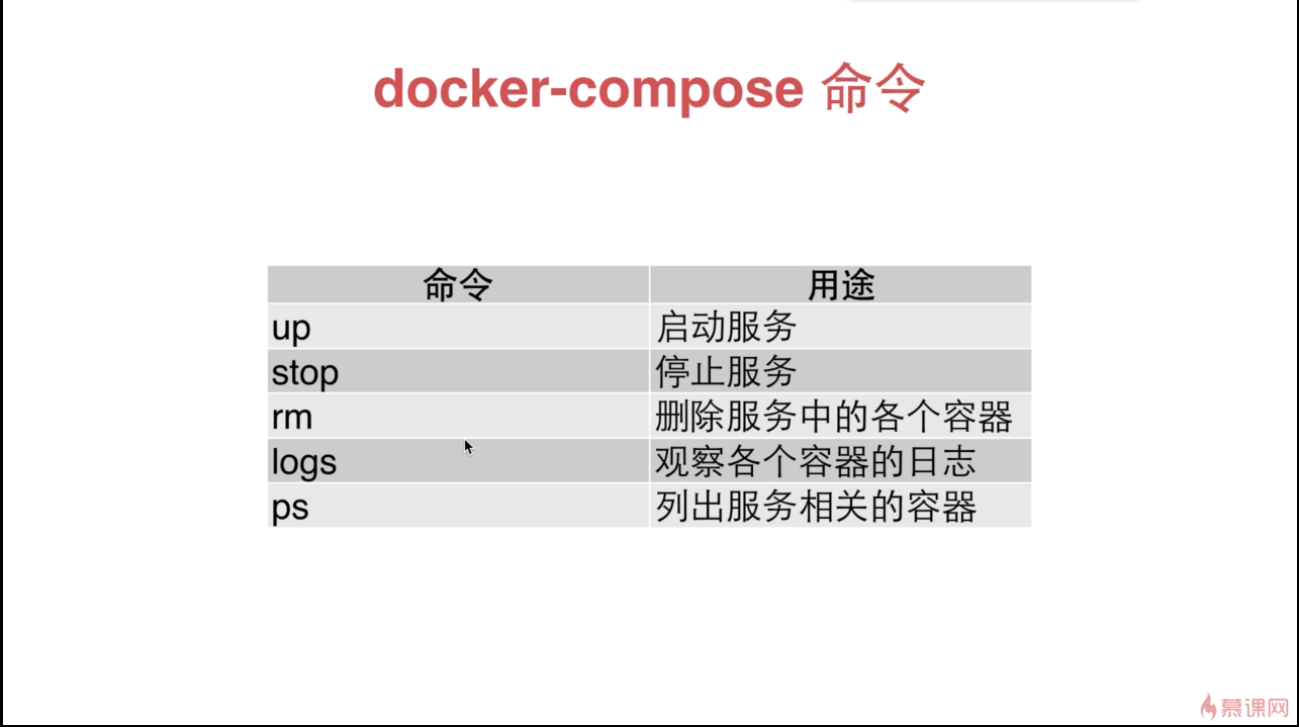 docker-compose 命令
命令 用途
up 启动服务
stop 停止服务
rm 删除服务中的各个容器
logs 观察各个容器的日志
ps 列出服务相关的容器
慕课网